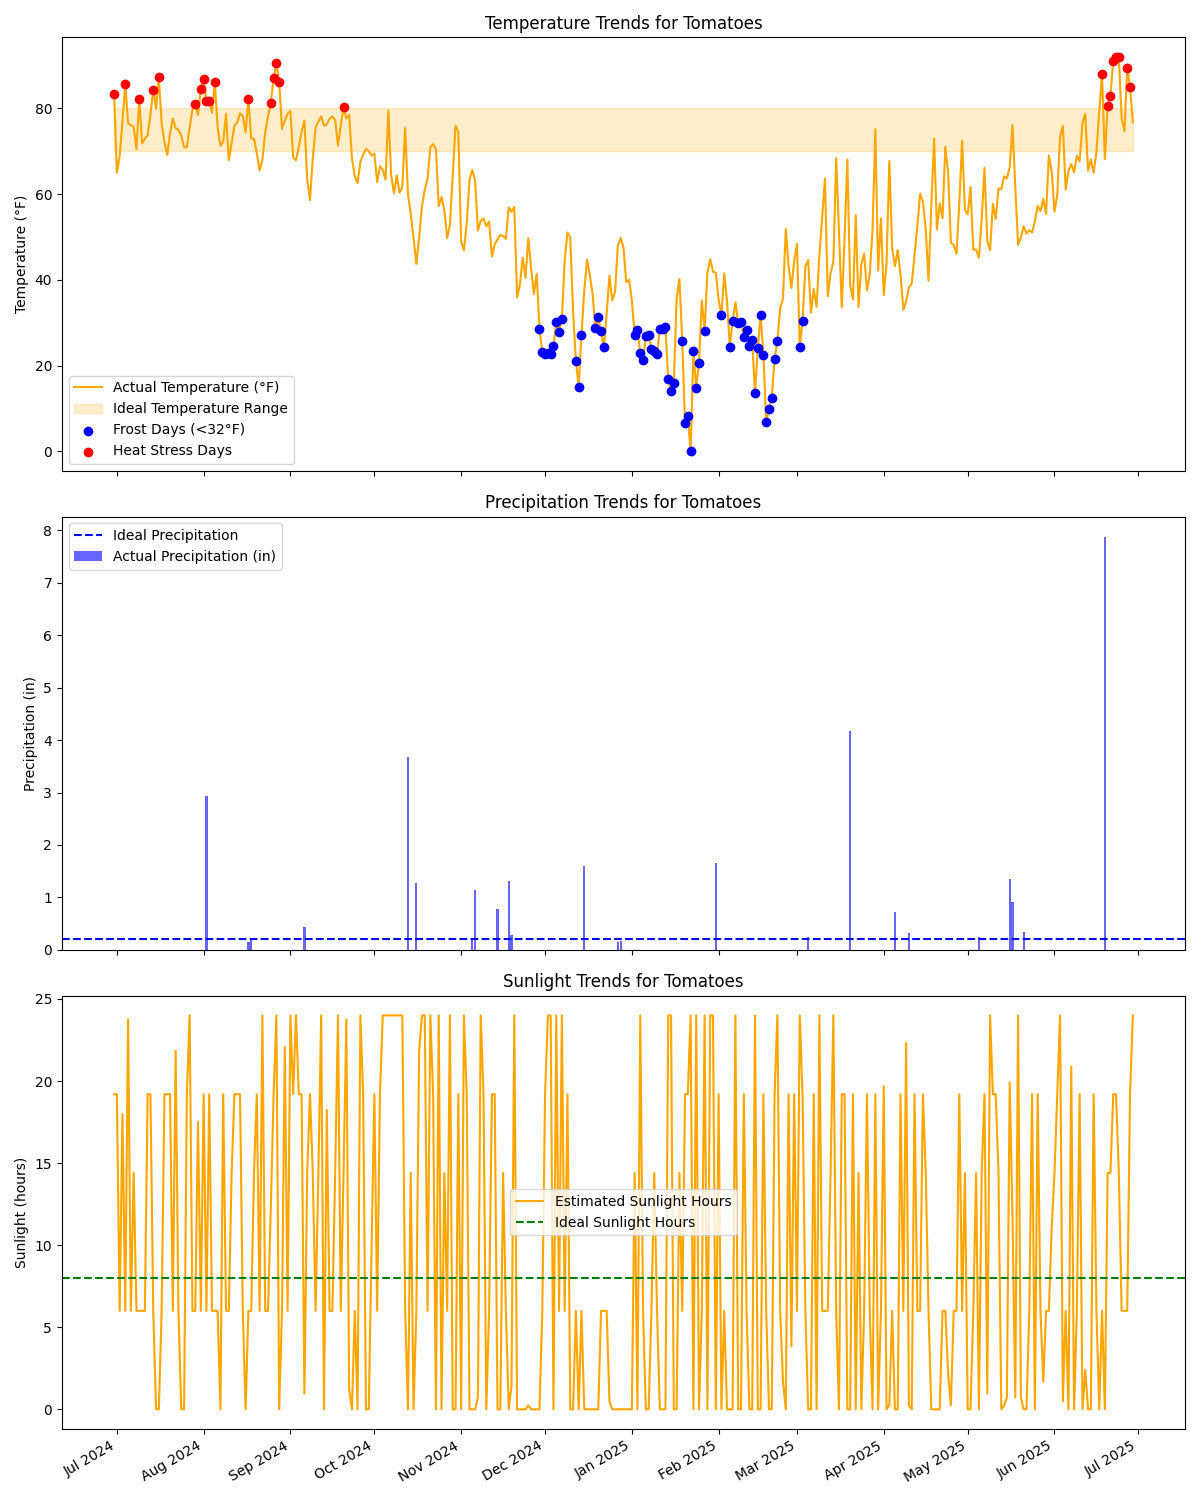 Temperature Trends for Tomatoes
Temperature (°F)
80
60
40
20
0
Actual Temperature (°F)
Ideal Temperature Range
Frost Days (<32°F)
Heat Stress Days
Precipitation Trends for Tomatoes
Precipitation (in)
8
7
6
5
4
3
2
1
0
Ideal Precipitation
Actual Precipitation (in)
Sunlight Trends for Tomatoes
Sunlight (hours)
25
20
15
10
5
0
Estimated Sunlight Hours
Ideal Sunlight Hours
Jul 2024
Aug 2024
Sep 2024
Oct 2024
Nov 2024
Dec 2024
Jan 2025
Feb 2025
Mar 2025
Apr 2025
May 2025
Jun 2025
Jul 2025